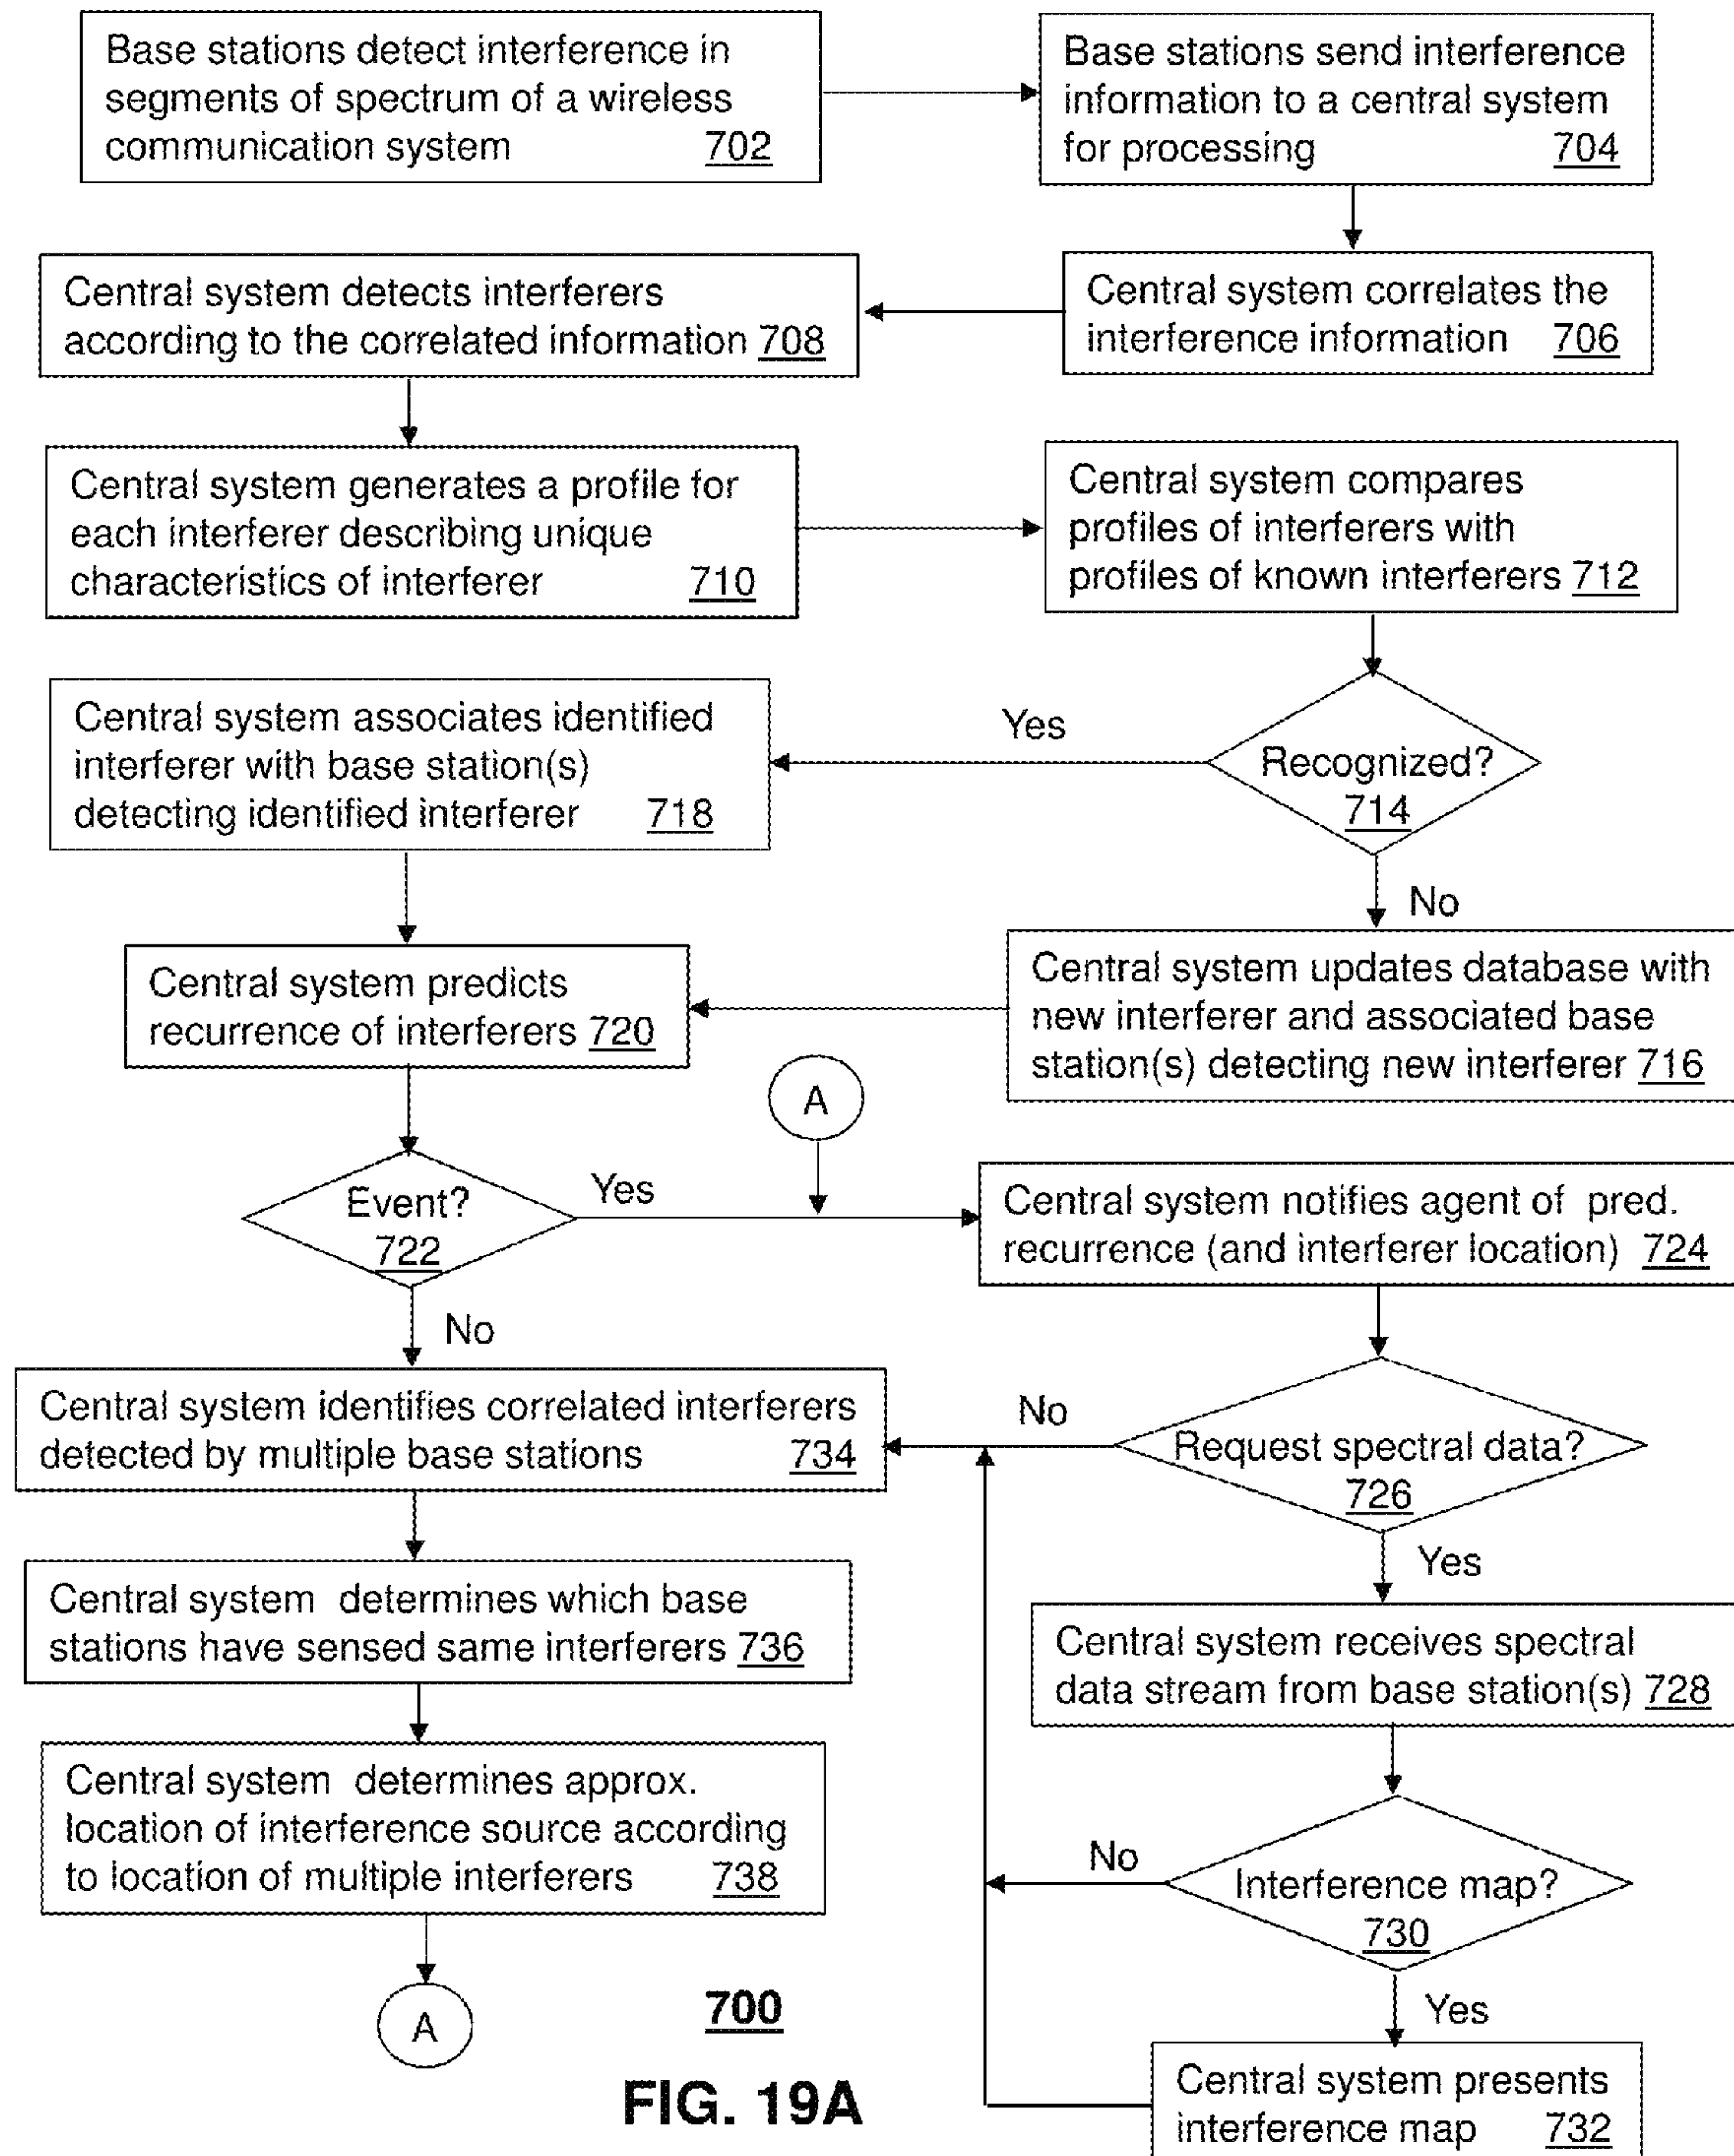 Base stations detect interference in
segments of spectrum of a wireless
communication system 702
Base stations send interference
information to a central system
for processing 704
Central system correlates the
interference information 706
Central system detects interferers
according to the correlated information 708
Central system generates a profile for
each interferer describing unique
characteristics of interferer 710
Central system compares
profiles of interferers with
profiles of known interferers 712
Recognized?
714
Yes
No
Central system associates identified
interferer with base station(s)
detecting identified interferer 718
Central system updates database with
new interferer and associated base
station(s) detecting new interferer 716
Central system predicts
recurrence of interferers 720
A
Event?
722
Yes
No
Central system notifies agent of pred.
recurrence (and interferer location) 724
Request spectral data?
726
No
Yes
Central system identifies correlated interferers
detected by multiple base stations 734
Central system determines which base
stations have sensed same interferers 736
Central system receives spectral
data stream from base station(s) 728
Central system determines approx.
location of interference source according
to location of multiple interferers 738
Interference map?
730
No
Yes
A
Central system presents
interference map 732
700
FIG. 19A